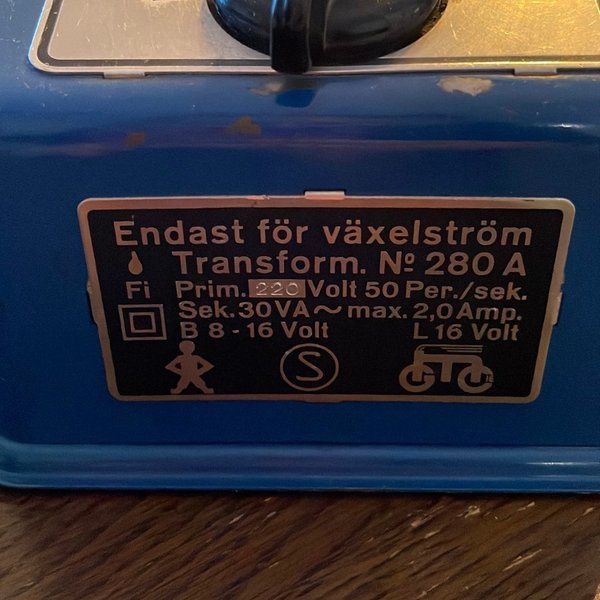 Endast för växelström
Transform. Nº 280 A
Fi Prim. 220 Volt 50 Per./sek.
Sek. 30 VA ~ max. 2,0 Amp.
B 8 - 16 Volt L 16 Volt
S